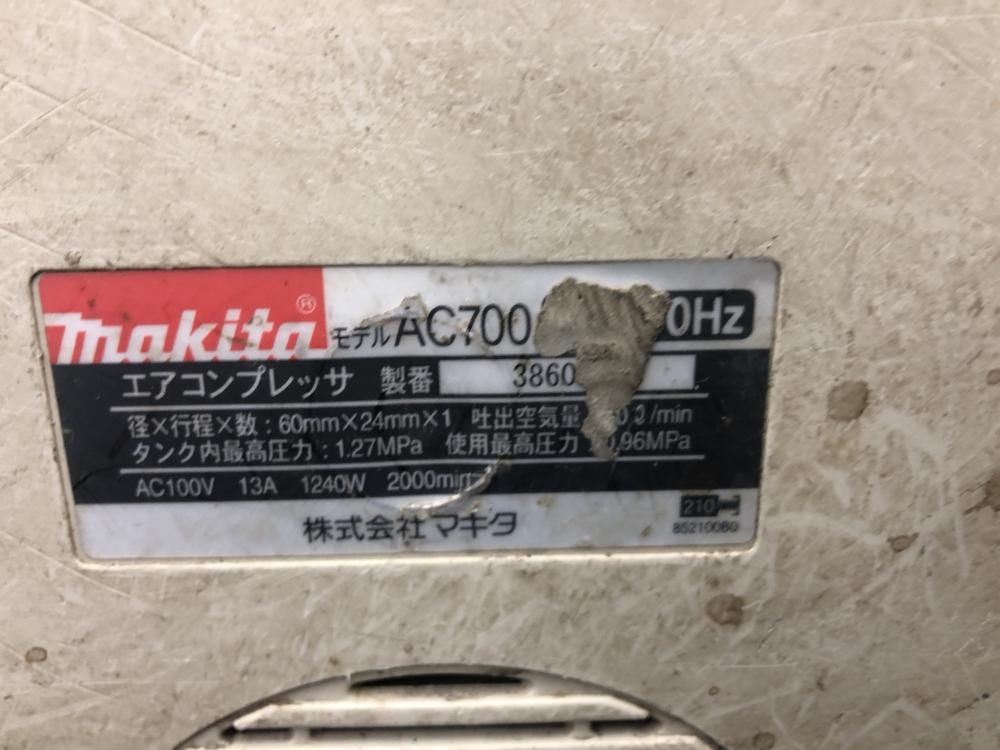 makita® モデル AC700 0Hz
エアコンプレッサ 製番 3860
径×行程×数:60mm×24mm×1 吐出空気量 /min
タンク内最高圧力:1.27MPa 使用最高圧力 .96MPa
AC100V 13A 1240W 2000min
210
株式会社マキタ
852100B0